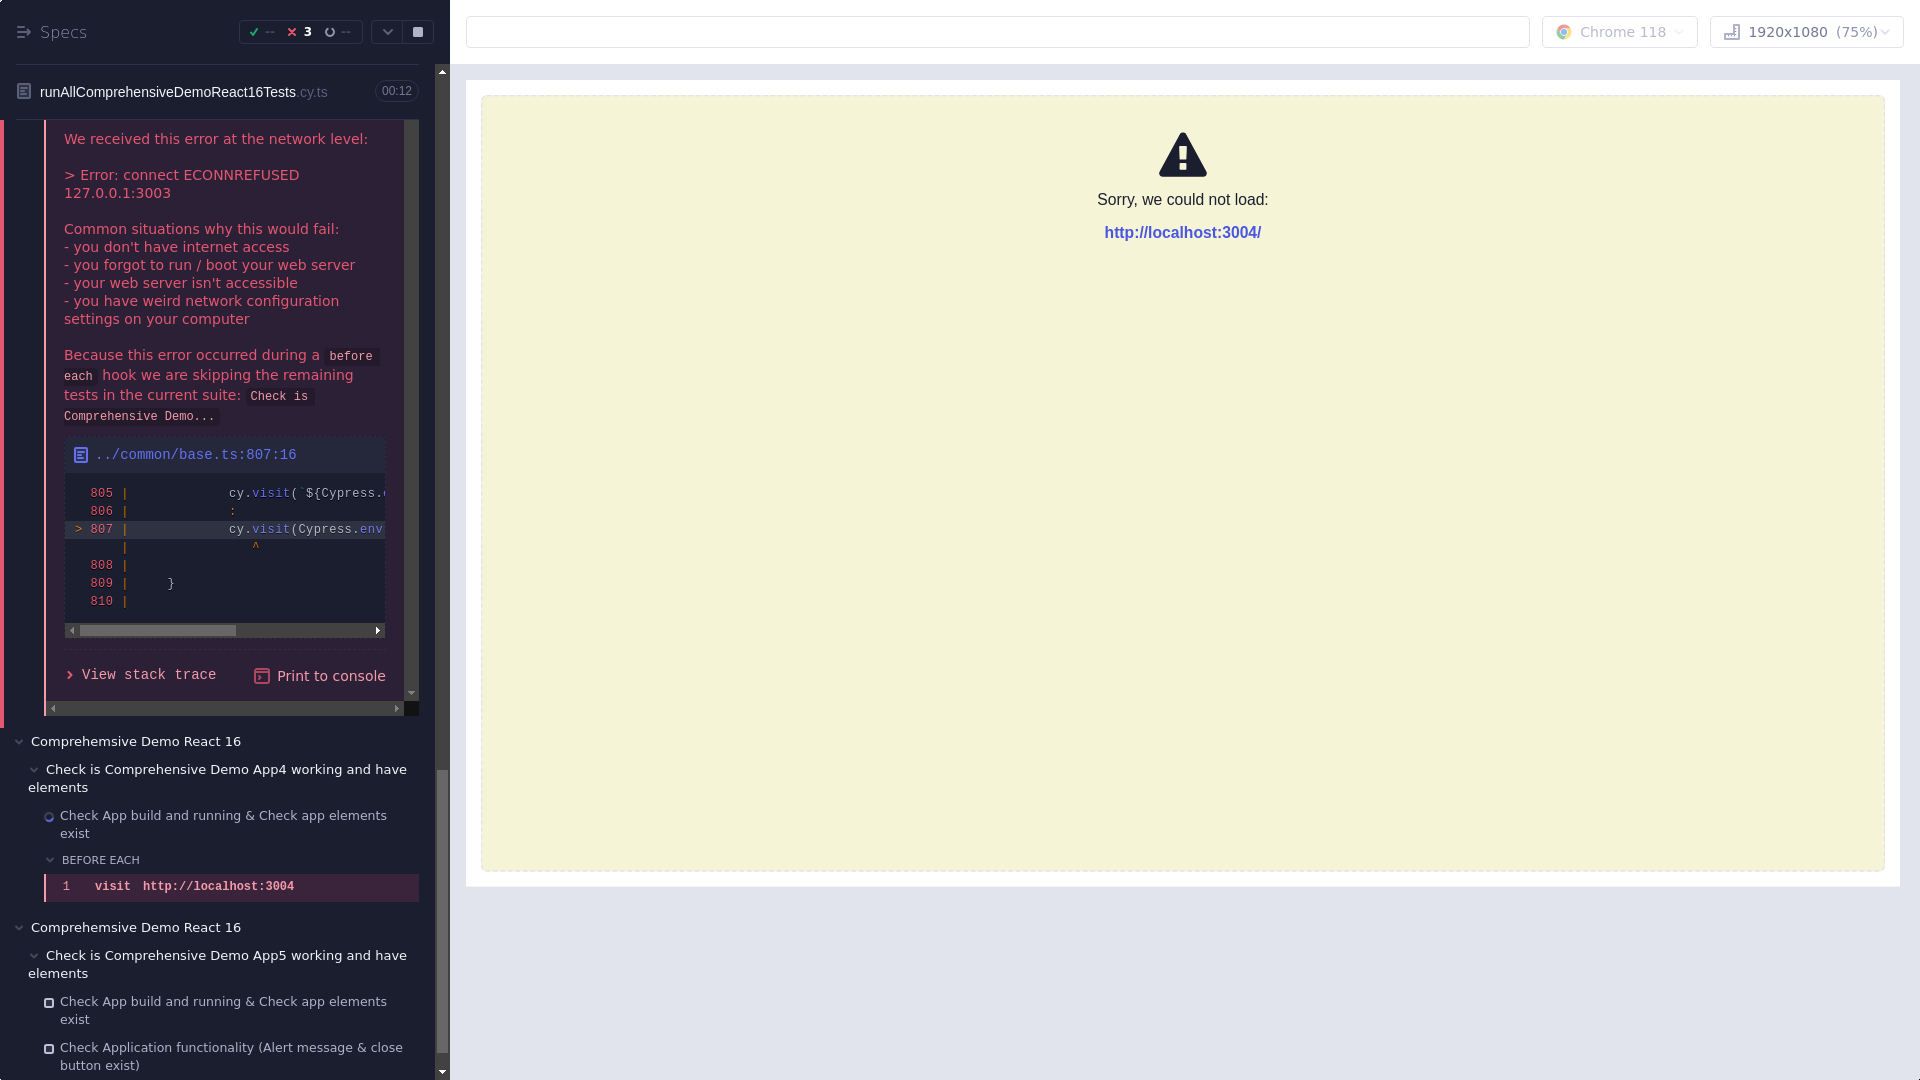 Specs
--
3
--
Chrome 118
1920x1080 (75%)
runAllComprehensiveDemoReact16Tests.cy.ts
00:12
We received this error at the network level:
> Error: connect ECONNREFUSED
127.0.0.1:3003
Common situations why this would fail:
- you don't have internet access
- you forgot to run / boot your web server
- your web server isn't accessible
- you have weird network configuration
settings on your computer
Because this error occurred during a before
each hook we are skipping the remaining
tests in the current suite: Check is
Comprehensive Demo...
../common/base.ts:807:16
805 | cy.visit(`${Cypress.
806 | :
> 807 | cy.visit(Cypress.env
| ^
808 |
809 | }
810 |
View stack trace
Print to console
Comprehemsive Demo React 16
Check is Comprehensive Demo App4 working and have
elements
Check App build and running & Check app elements
exist
BEFORE EACH
1 visit http://localhost:3004
Comprehemsive Demo React 16
Check is Comprehensive Demo App5 working and have
elements
Check App build and running & Check app elements
exist
Check Application functionality (Alert message & close
button exist)
Sorry, we could not load:
http://localhost:3004/